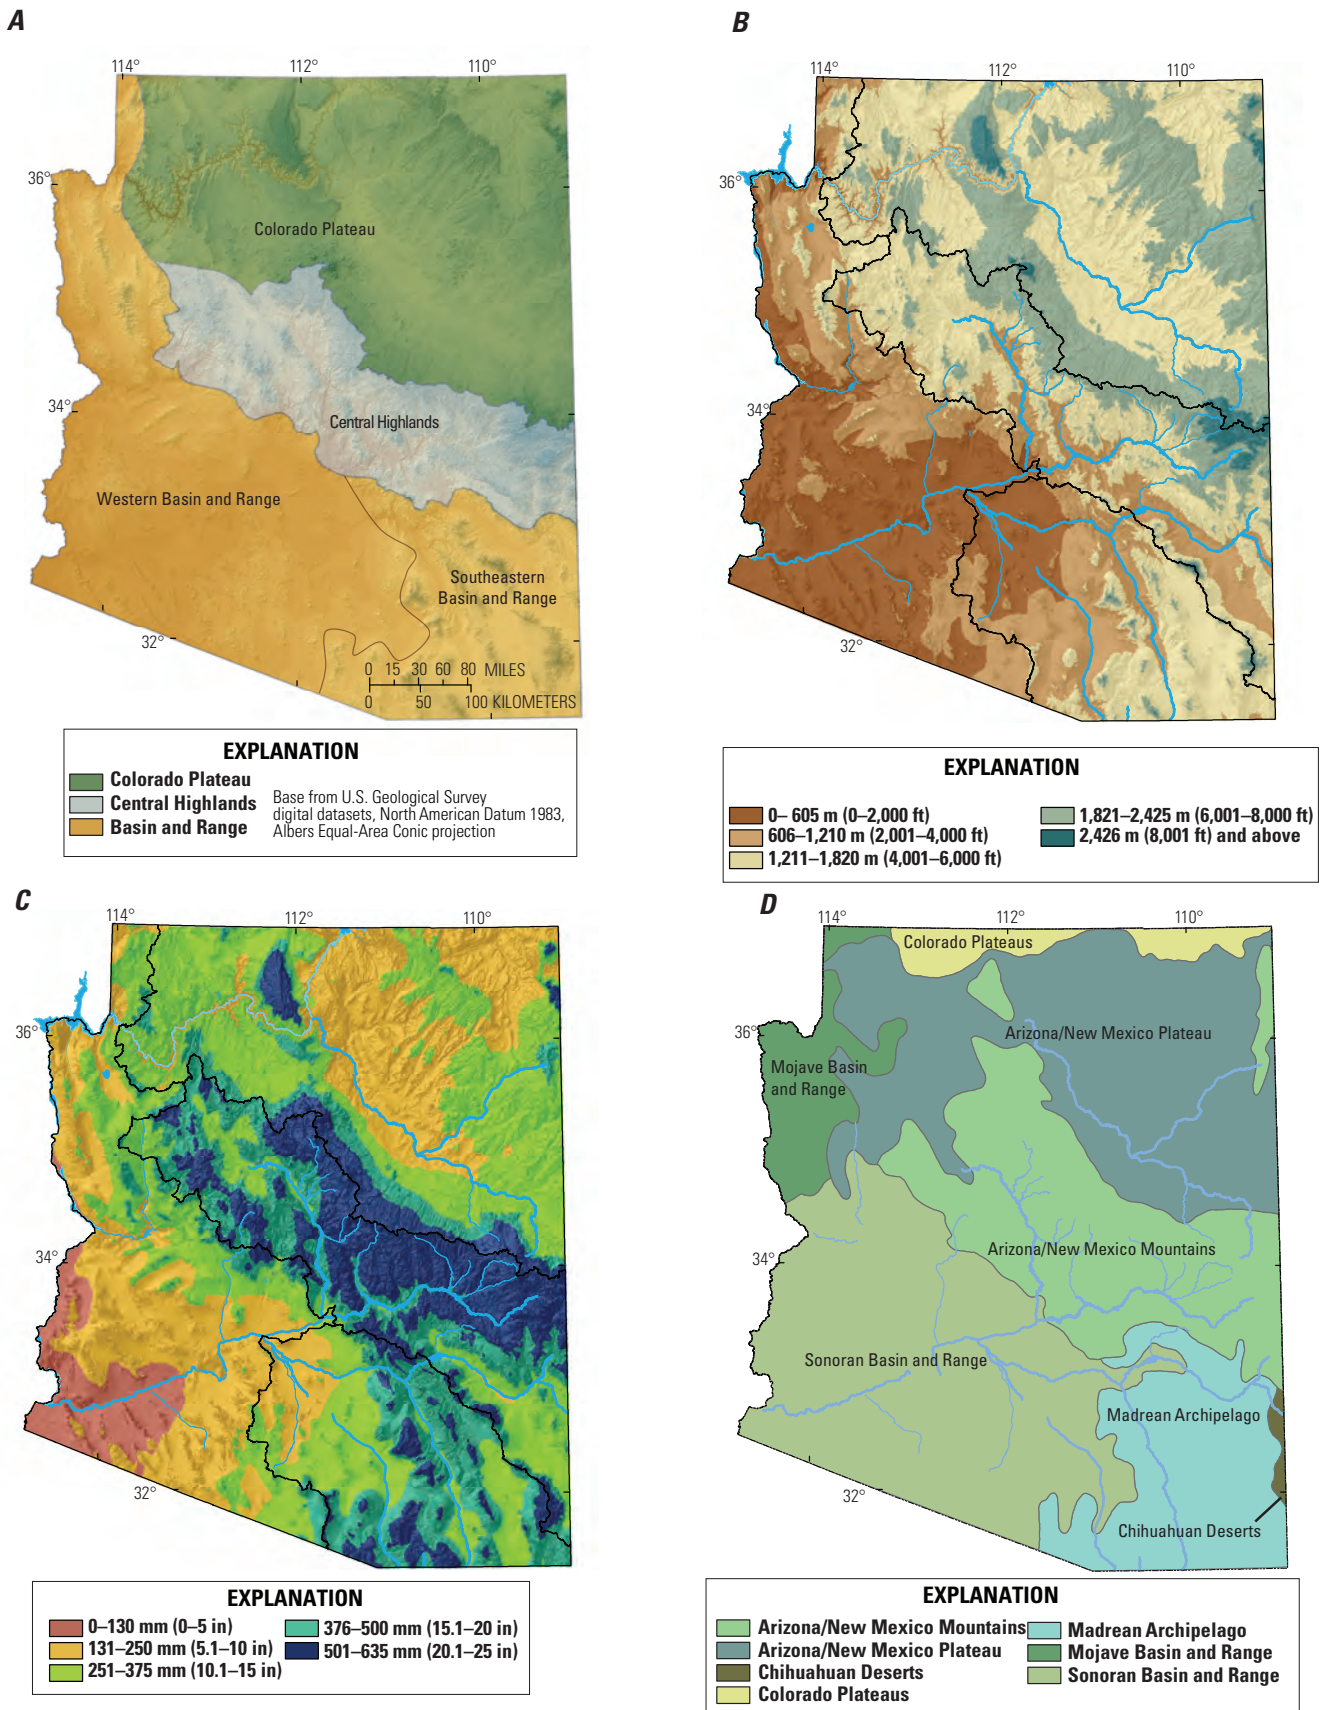 A
114°
112°
110°
36°
34°
32°
Colorado Plateau
Central Highlands
Western Basin and Range
Southeastern
Basin and Range
0 15 30 60 80 MILES
0 50 100 KILOMETERS
EXPLANATION
Colorado Plateau
Central Highlands
Basin and Range
Base from U.S. Geological Survey
digital datasets, North American Datum 1983,
Albers Equal-Area Conic projection
B
114°
112°
110°
36°
34°
32°
EXPLANATION
0– 605 m (0–2,000 ft)
606–1,210 m (2,001–4,000 ft)
1,211–1,820 m (4,001–6,000 ft)
1,821–2,425 m (6,001–8,000 ft)
2,426 m (8,001 ft) and above
C
114°
112°
110°
36°
34°
32°
EXPLANATION
0–130 mm (0–5 in)
131–250 mm (5.1–10 in)
251–375 mm (10.1–15 in)
376–500 mm (15.1–20 in)
501–635 mm (20.1–25 in)
D
114°
112°
110°
36°
34°
32°
Colorado Plateaus
Arizona/New Mexico Plateau
Mojave Basin
and Range
Arizona/New Mexico Mountains
Sonoran Basin and Range
Madrean Archipelago
Chihuahuan Deserts
EXPLANATION
Arizona/New Mexico Mountains
Arizona/New Mexico Plateau
Chihuahuan Deserts
Colorado Plateaus
Madrean Archipelago
Mojave Basin and Range
Sonoran Basin and Range